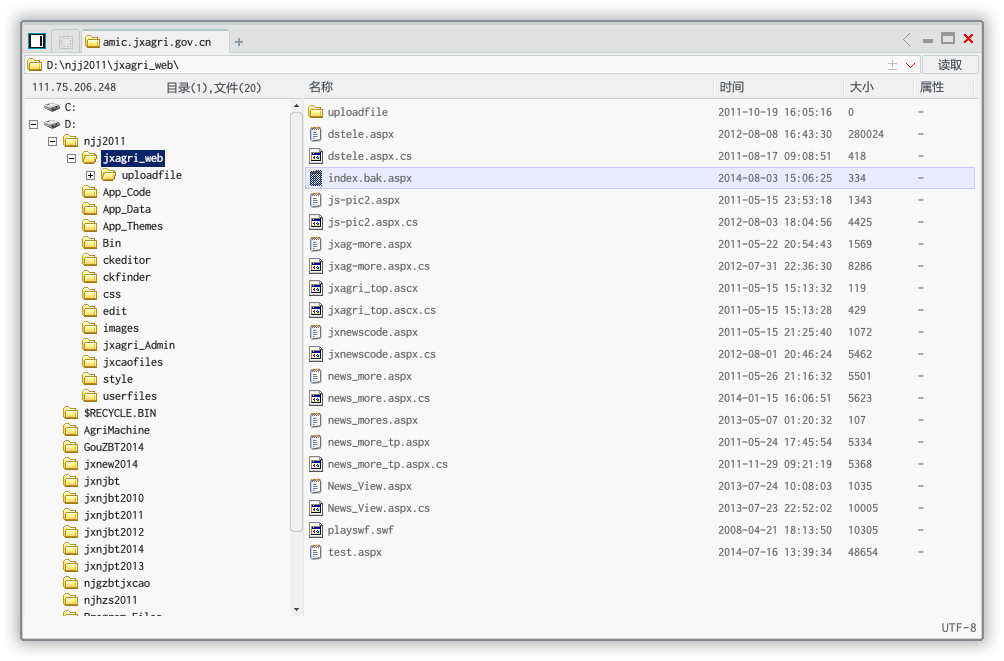 amic.jxagri.gov.cn
D:\njj2011\jxagri_web\ 读取
111.75.206.248 目录(1),文件(20) 名称 时间 大小 属性
C:
D:
njj2011
jxagri_web
uploadfile
App_Code
App_Data
App_Themes
Bin
ckeditor
ckfinder
css
edit
images
jxagri_Admin
jxcaofiles
style
userfiles
$RECYCLE.BIN
AgriMachine
GouZBT2014
jxnew2014
jxnjbt
jxnjbt2010
jxnjbt2011
jxnjbt2012
jxnjbt2014
jxnjpt2013
njgzbtjxcao
njhzs2011
Program Files
uploadfile 2011-10-19 16:05:16 0 -
dstele.aspx 2012-08-08 16:43:30 280024 -
dstele.aspx.cs 2011-08-17 09:08:51 418 -
index.bak.aspx 2014-08-03 15:06:25 334 -
js-pic2.aspx 2011-05-15 23:53:18 1343 -
js-pic2.aspx.cs 2012-08-03 18:04:56 4425 -
jxag-more.aspx 2011-05-22 20:54:43 1569 -
jxag-more.aspx.cs 2012-07-31 22:36:30 8286 -
jxagri_top.ascx 2011-05-15 15:13:32 119 -
jxagri_top.ascx.cs 2011-05-15 15:13:28 429 -
jxnewscode.aspx 2011-05-15 21:25:40 1072 -
jxnewscode.aspx.cs 2012-08-01 20:46:24 5462 -
news_more.aspx 2011-05-26 21:16:32 5501 -
news_more.aspx.cs 2014-01-15 16:06:51 5623 -
news_mores.aspx 2013-05-07 01:20:32 107 -
news_more_tp.aspx 2011-05-24 17:45:54 5334 -
news_more_tp.aspx.cs 2011-11-29 09:21:19 5368 -
News_View.aspx 2013-07-24 10:08:03 1035 -
News_View.aspx.cs 2013-07-23 22:52:02 10005 -
playswf.swf 2008-04-21 18:13:50 10305 -
test.aspx 2014-07-16 13:39:34 48654 -
UTF-8